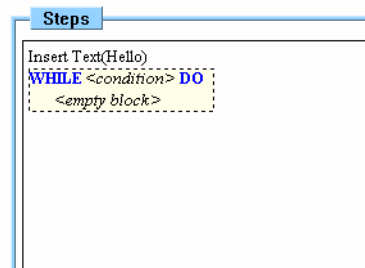 Steps
Insert Text(Hello)
WHILE <condition> DO
<empty block>